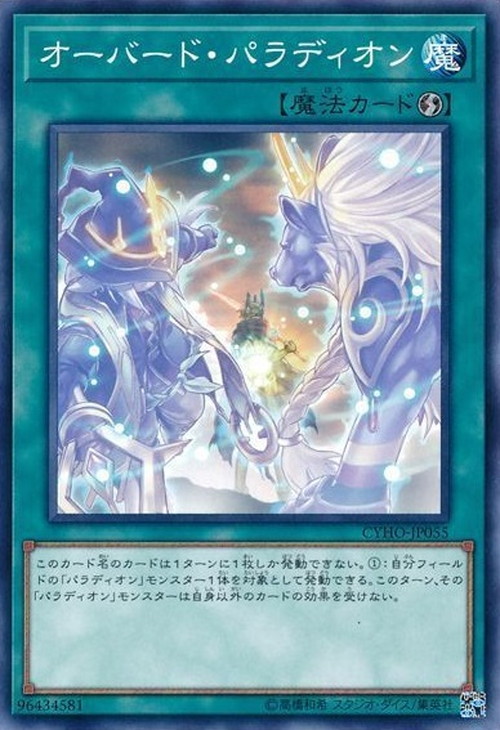 オーバード・パラディオン 魔
【魔法カード】
CYHO-JP055
このカード名のカードは1ターンに1枚しか発動できない。①:自分フィール
ドの「パラディオン」モンスター1体を対象として発動できる。このターン、その
「パラディオン」モンスターは自身以外のカードの効果を受けない。
96434581 ©高橋和希 スタジオ・ダイス/集英社